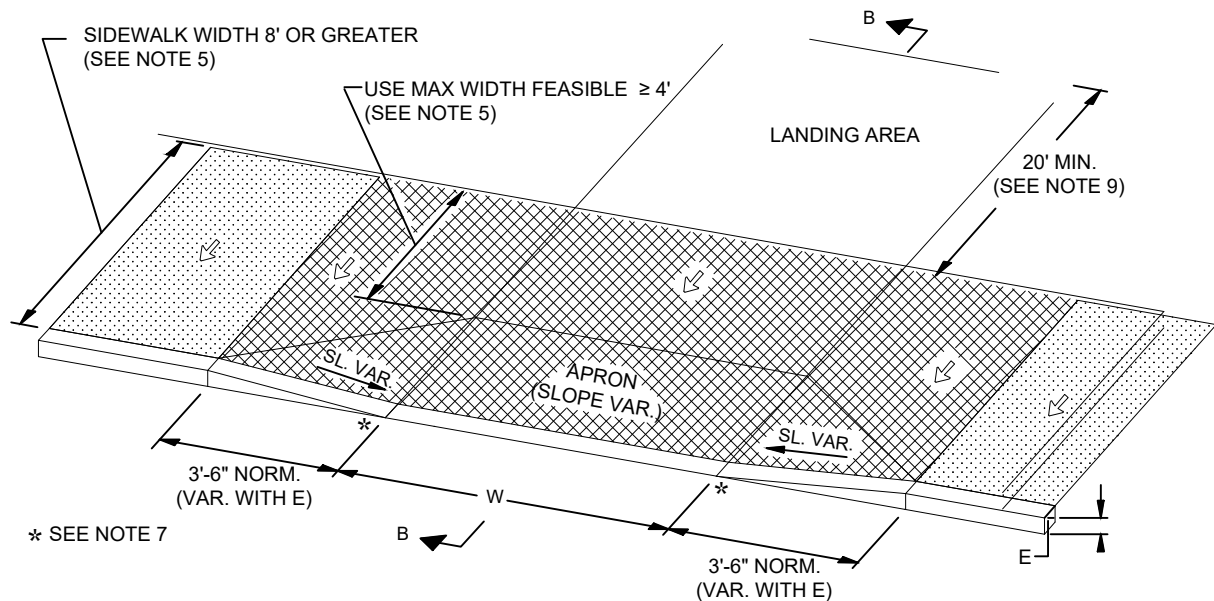 B
SIDEWALK WIDTH 8' OR GREATER
(SEE NOTE 5)
USE MAX WIDTH FEASIBLE ≥ 4'
(SEE NOTE 5)
LANDING AREA
20' MIN.
(SEE NOTE 9)
SL. VAR.
APRON
(SLOPE VAR.)
SL. VAR.
*
3'-6" NORM.
(VAR. WITH E)
W
*
* SEE NOTE 7
B
3'-6" NORM.
(VAR. WITH E)
E